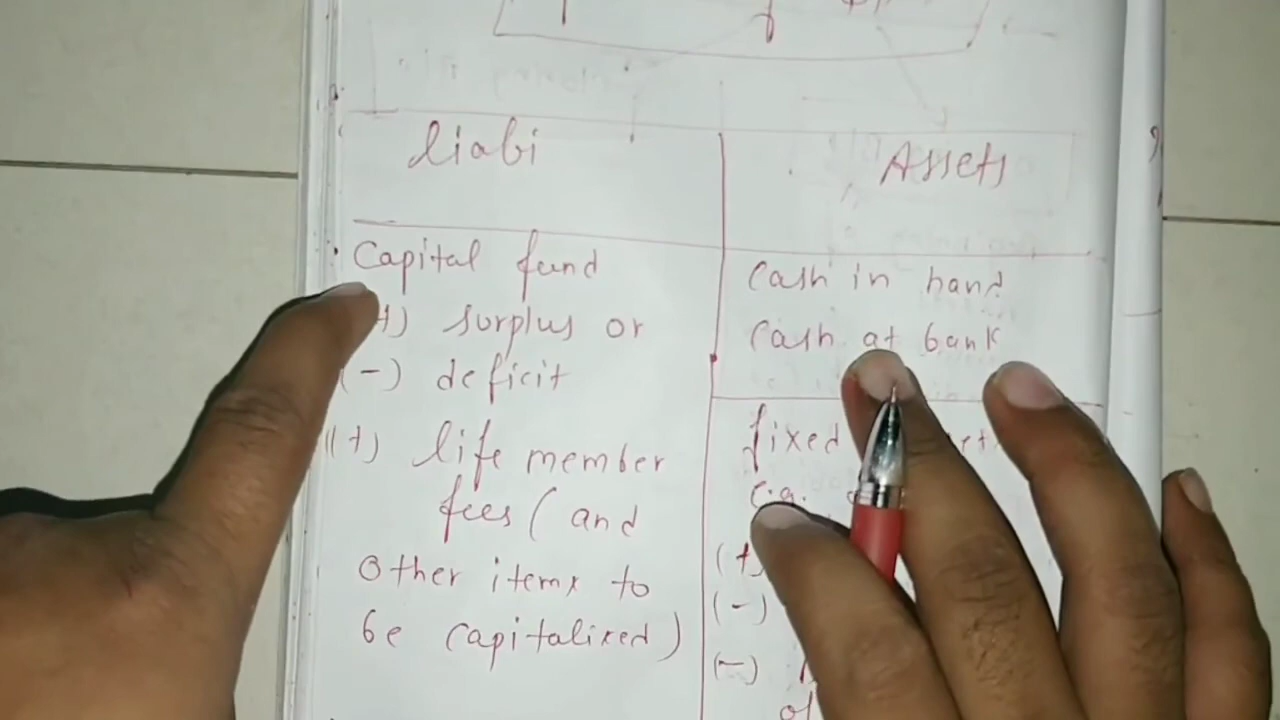 liabi
Assets
Capital fund
(+) surplus or
(-) deficit
(+) life member
fees (and
other items to
be capitalized)
Cash in hand
Cash at bank
fixed
e.g.
(+)
(-)
(-)
of